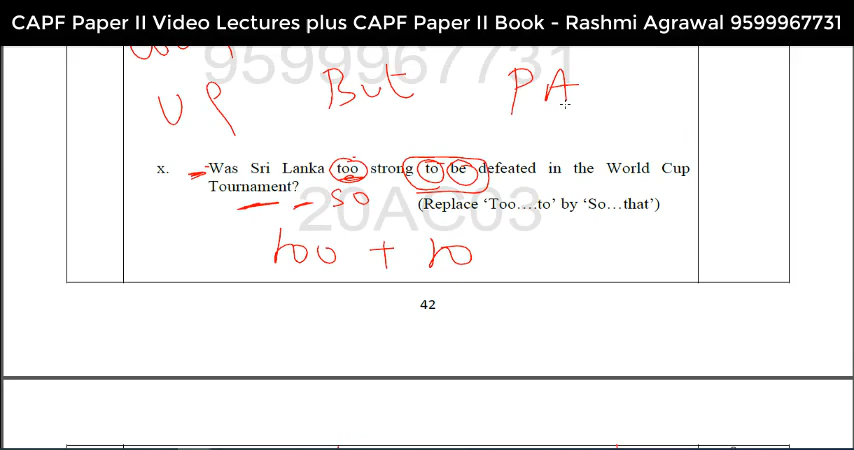 CAPF Paper II Video Lectures plus CAPF Paper II Book - Rashmi Agrawal 9599967731
9599967731
UP But PA
x. Was Sri Lanka too strong to be defeated in the World Cup
Tournament?
so
(Replace ‘Too….to’ by ‘So…that’)
20AC03
too + to
42